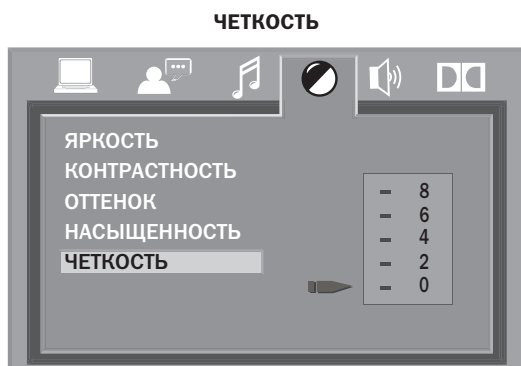 ЧЕТКОСТЬ
ЯРКОСТЬ
КОНТРАСТНОСТЬ
ОТТЕНОК
НАСЫЩЕННОСТЬ
ЧЕТКОСТЬ
– 8
– 6
– 4
– 2
– 0